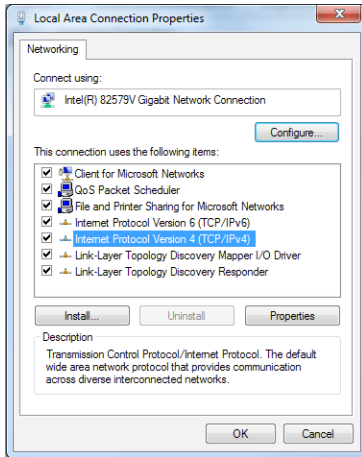 Local Area Connection Properties
Networking
Connect using:
Intel(R) 82579V Gigabit Network Connection
Configure...
This connection uses the following items:
Client for Microsoft Networks
QoS Packet Scheduler
File and Printer Sharing for Microsoft Networks
Internet Protocol Version 6 (TCP/IPv6)
Internet Protocol Version 4 (TCP/IPv4)
Link-Layer Topology Discovery Mapper I/O Driver
Link-Layer Topology Discovery Responder
Install... Uninstall Properties
Description
Transmission Control Protocol/Internet Protocol. The default
wide area network protocol that provides communication
across diverse interconnected networks.
OK Cancel